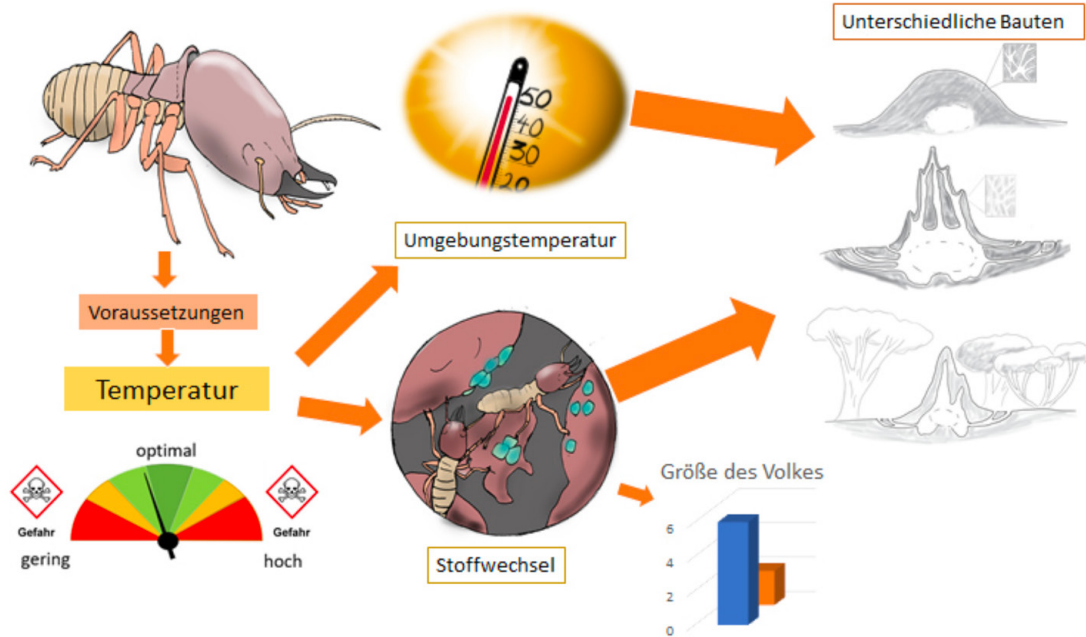 Unterschiedliche Bauten
50
40
30
20
Umgebungstemperatur
Voraussetzungen
Temperatur
optimal
Gefahr
Gefahr
gering
hoch
Stoffwechsel
Größe des Volkes
6
4
2
0